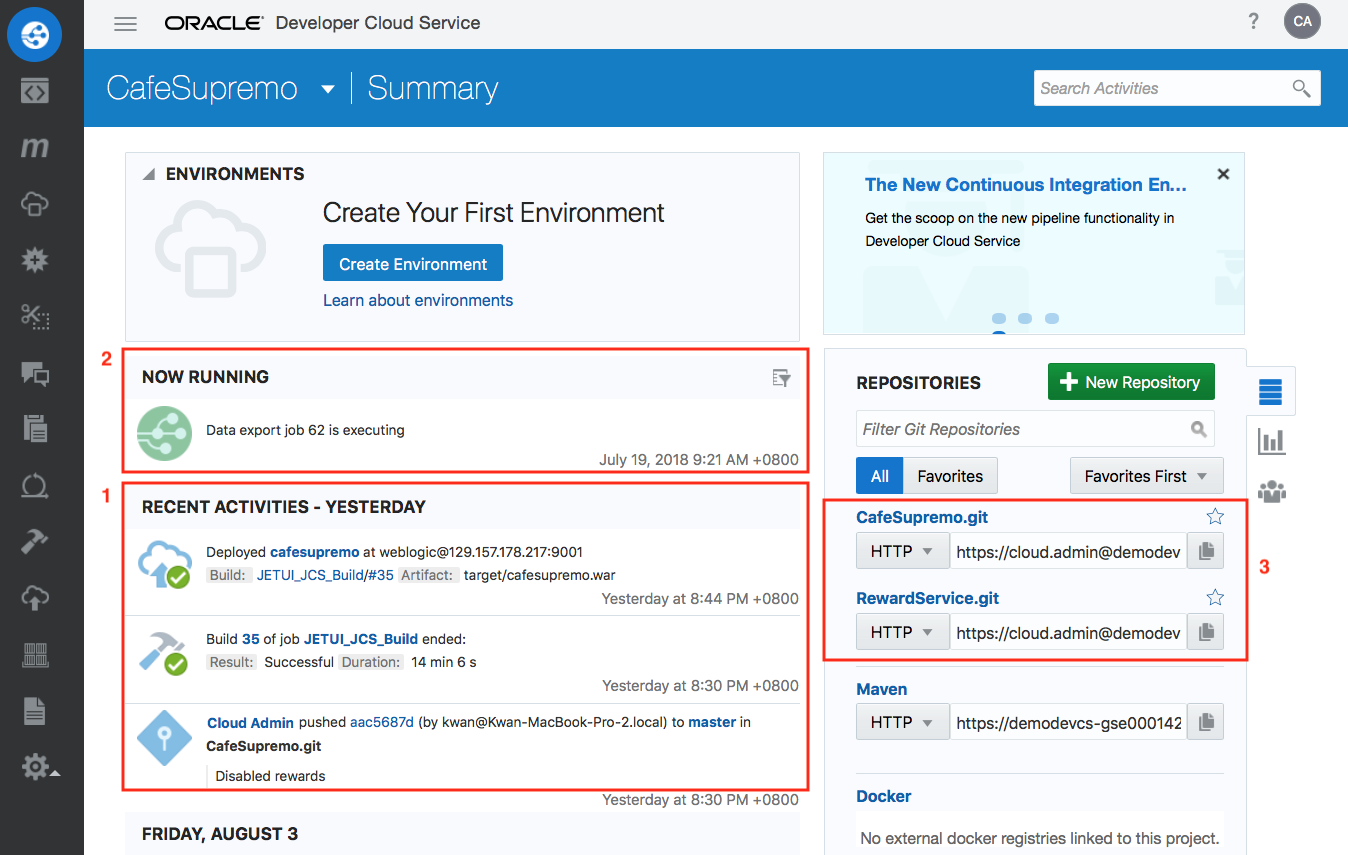 ORACLE® Developer Cloud Service
?
CA
CafeSupremo
Summary
Search Activities
m
ENVIRONMENTS
Create Your First Environment
Create Environment
Learn about environments
The New Continuous Integration En...
Get the scoop on the new pipeline functionality in
Developer Cloud Service
2
NOW RUNNING
Data export job 62 is executing
July 19, 2018 9:21 AM +0800
1
RECENT ACTIVITIES - YESTERDAY
Deployed cafesupremo at weblogic@129.157.178.217:9001
Build: JETUI_JCS_Build/#35 Artifact: target/cafesupremo.war
Yesterday at 8:44 PM +0800
Build 35 of job JETUI_JCS_Build ended:
Result: Successful Duration: 14 min 6 s
Yesterday at 8:30 PM +0800
Cloud Admin pushed aac5687d (by kwan@Kwan-MacBook-Pro-2.local) to master in
CafeSupremo.git
Disabled rewards
Yesterday at 8:30 PM +0800
FRIDAY, AUGUST 3
REPOSITORIES
New Repository
Filter Git Repositories
All
Favorites
Favorites First
CafeSupremo.git
HTTP
https://cloud.admin@demodev
3
RewardService.git
HTTP
https://cloud.admin@demodev
Maven
HTTP
https://demodevcs-gse000142
Docker
No external docker registries linked to this project.